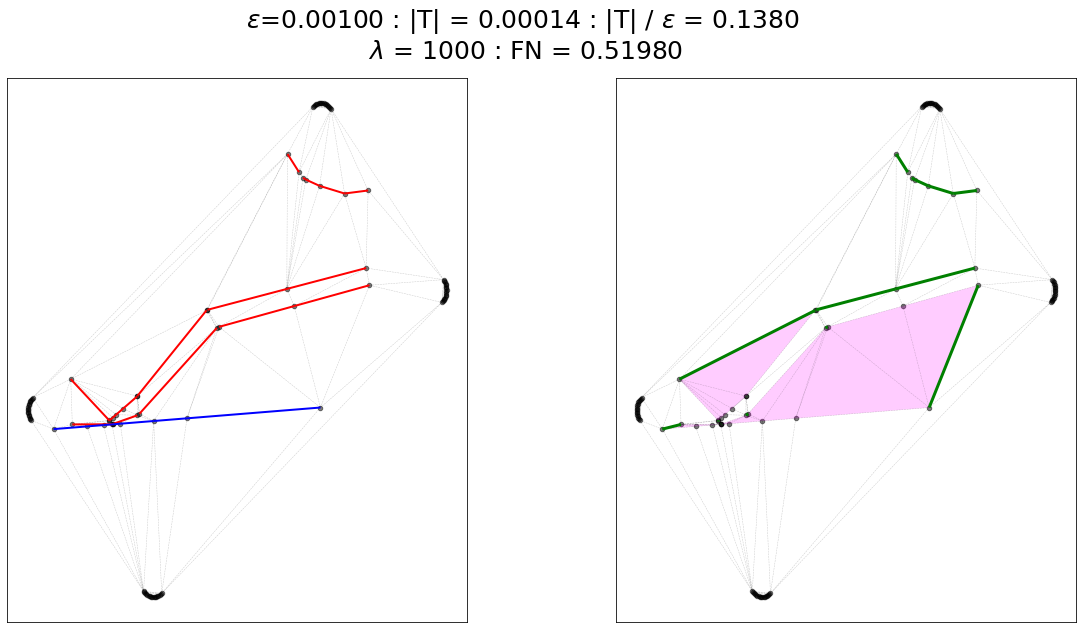 ε=0.00100 : |T| = 0.00014 : |T| / ε = 0.1380
λ = 1000 : FN = 0.51980